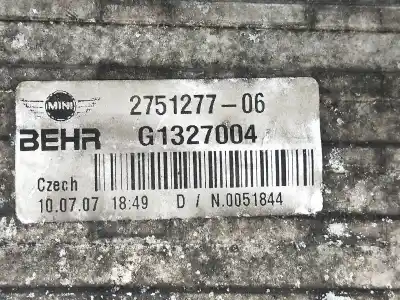 MINI
2751277-06
BEHR G1327004
Czech
10.07.07 18:49 D / N.0051844